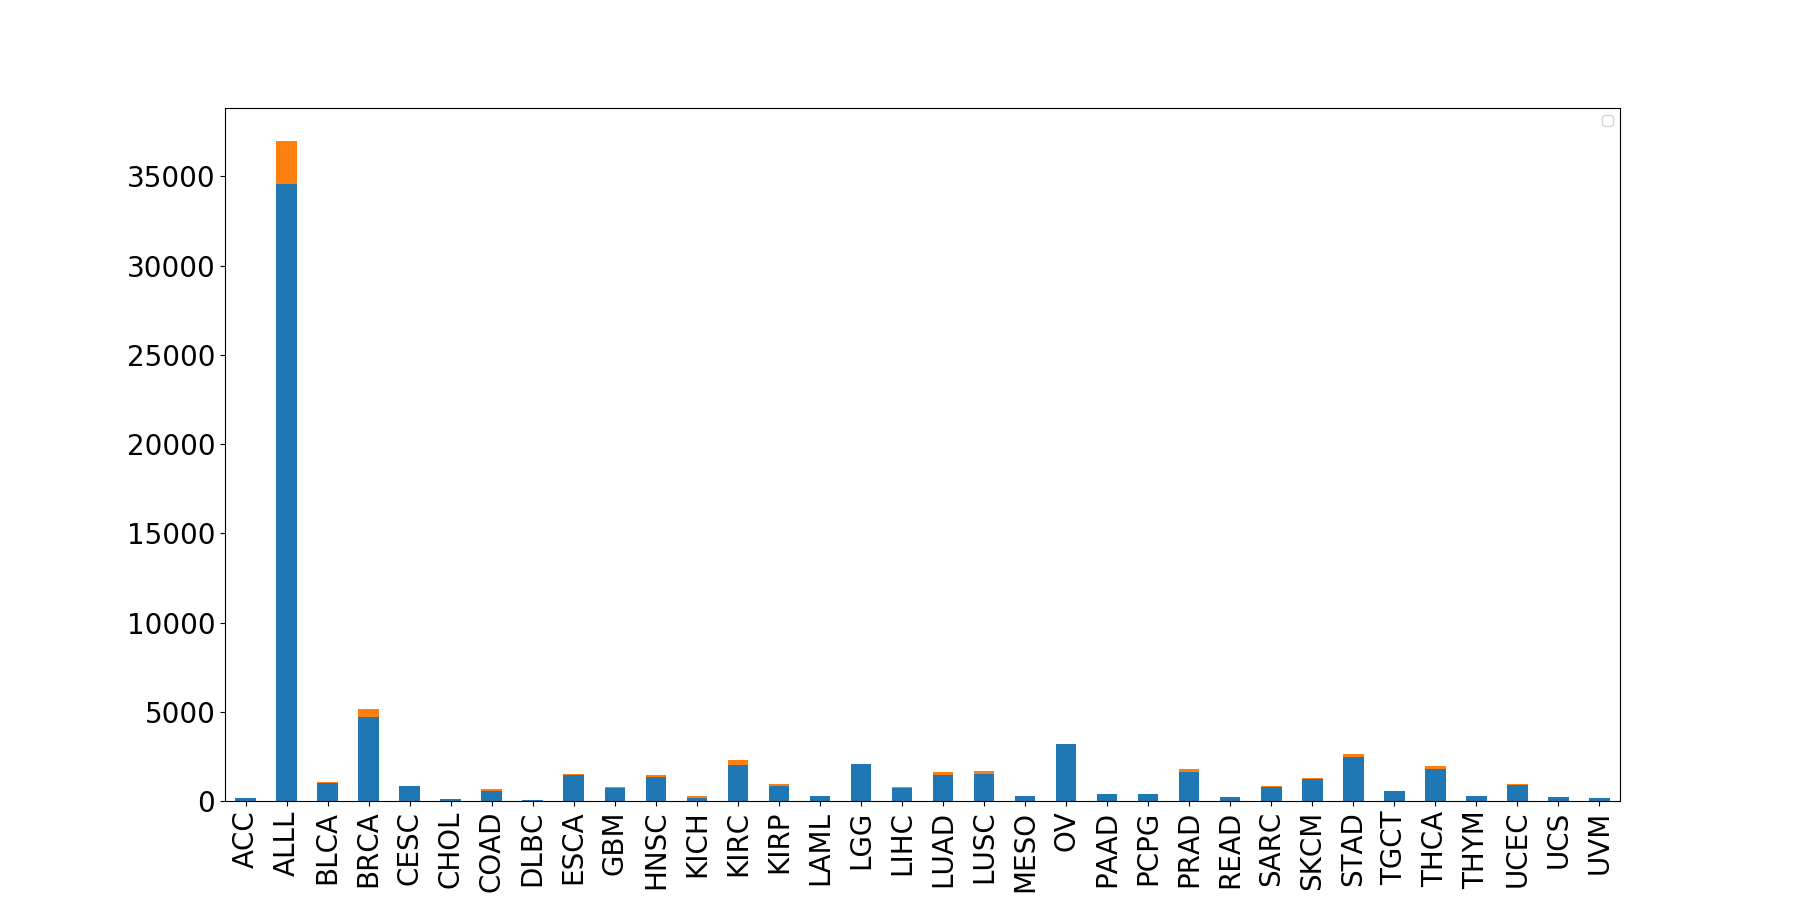 35000
30000
25000
20000
15000
10000
5000
0
ACC
ALLL
BLCA
BRCA
CESC
CHOL
COAD
DLBC
ESCA
GBM
HNSC
KICH
KIRC
KIRP
LAML
LGG
LIHC
LUAD
LUSC
MESO
OV
PAAD
PCPG
PRAD
READ
SARC
SKCM
STAD
TGCT
THCA
THYM
UCEC
UCS
UVM